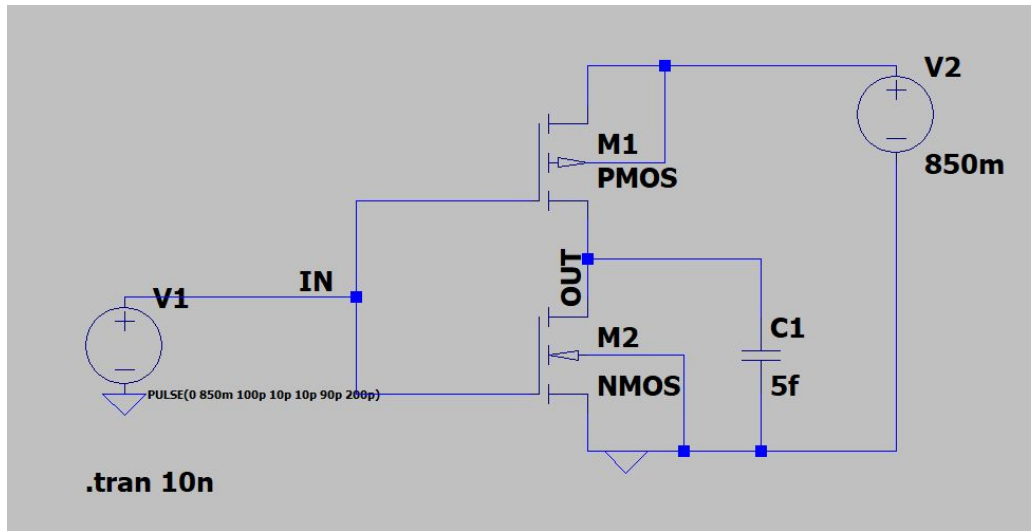 V2
850m
M1
PMOS
OUT
IN
V1
M2
NMOS
C1
5f
PULSE(0 850m 100p 10p 10p 90p 200p)
.tran 10n